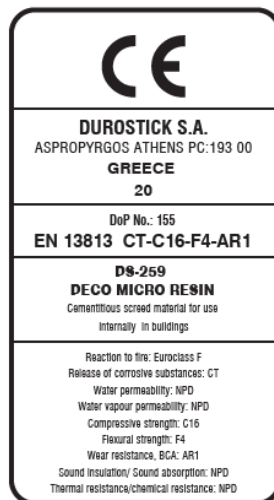 CE
DUROSTICK S.A.
ASPROPYRGOS ATHENS PC:193 00
GREECE
20
DoP No.: 155
EN 13813 CT-C16-F4-AR1
DS-259
DECO MICRO RESIN
Cementitious screed material for use
internally in buildings
Reaction to fire: Euroclass F
Release of corrosive substances: CT
Water permeability: NPD
Water vapour permeability: NPD
Compressive strength: C16
Flexural strength: F4
Wear resistance, BCA: AR1
Sound insulation/ Sound absorption: NPD
Thermal resistance/chemical resistance: NPD